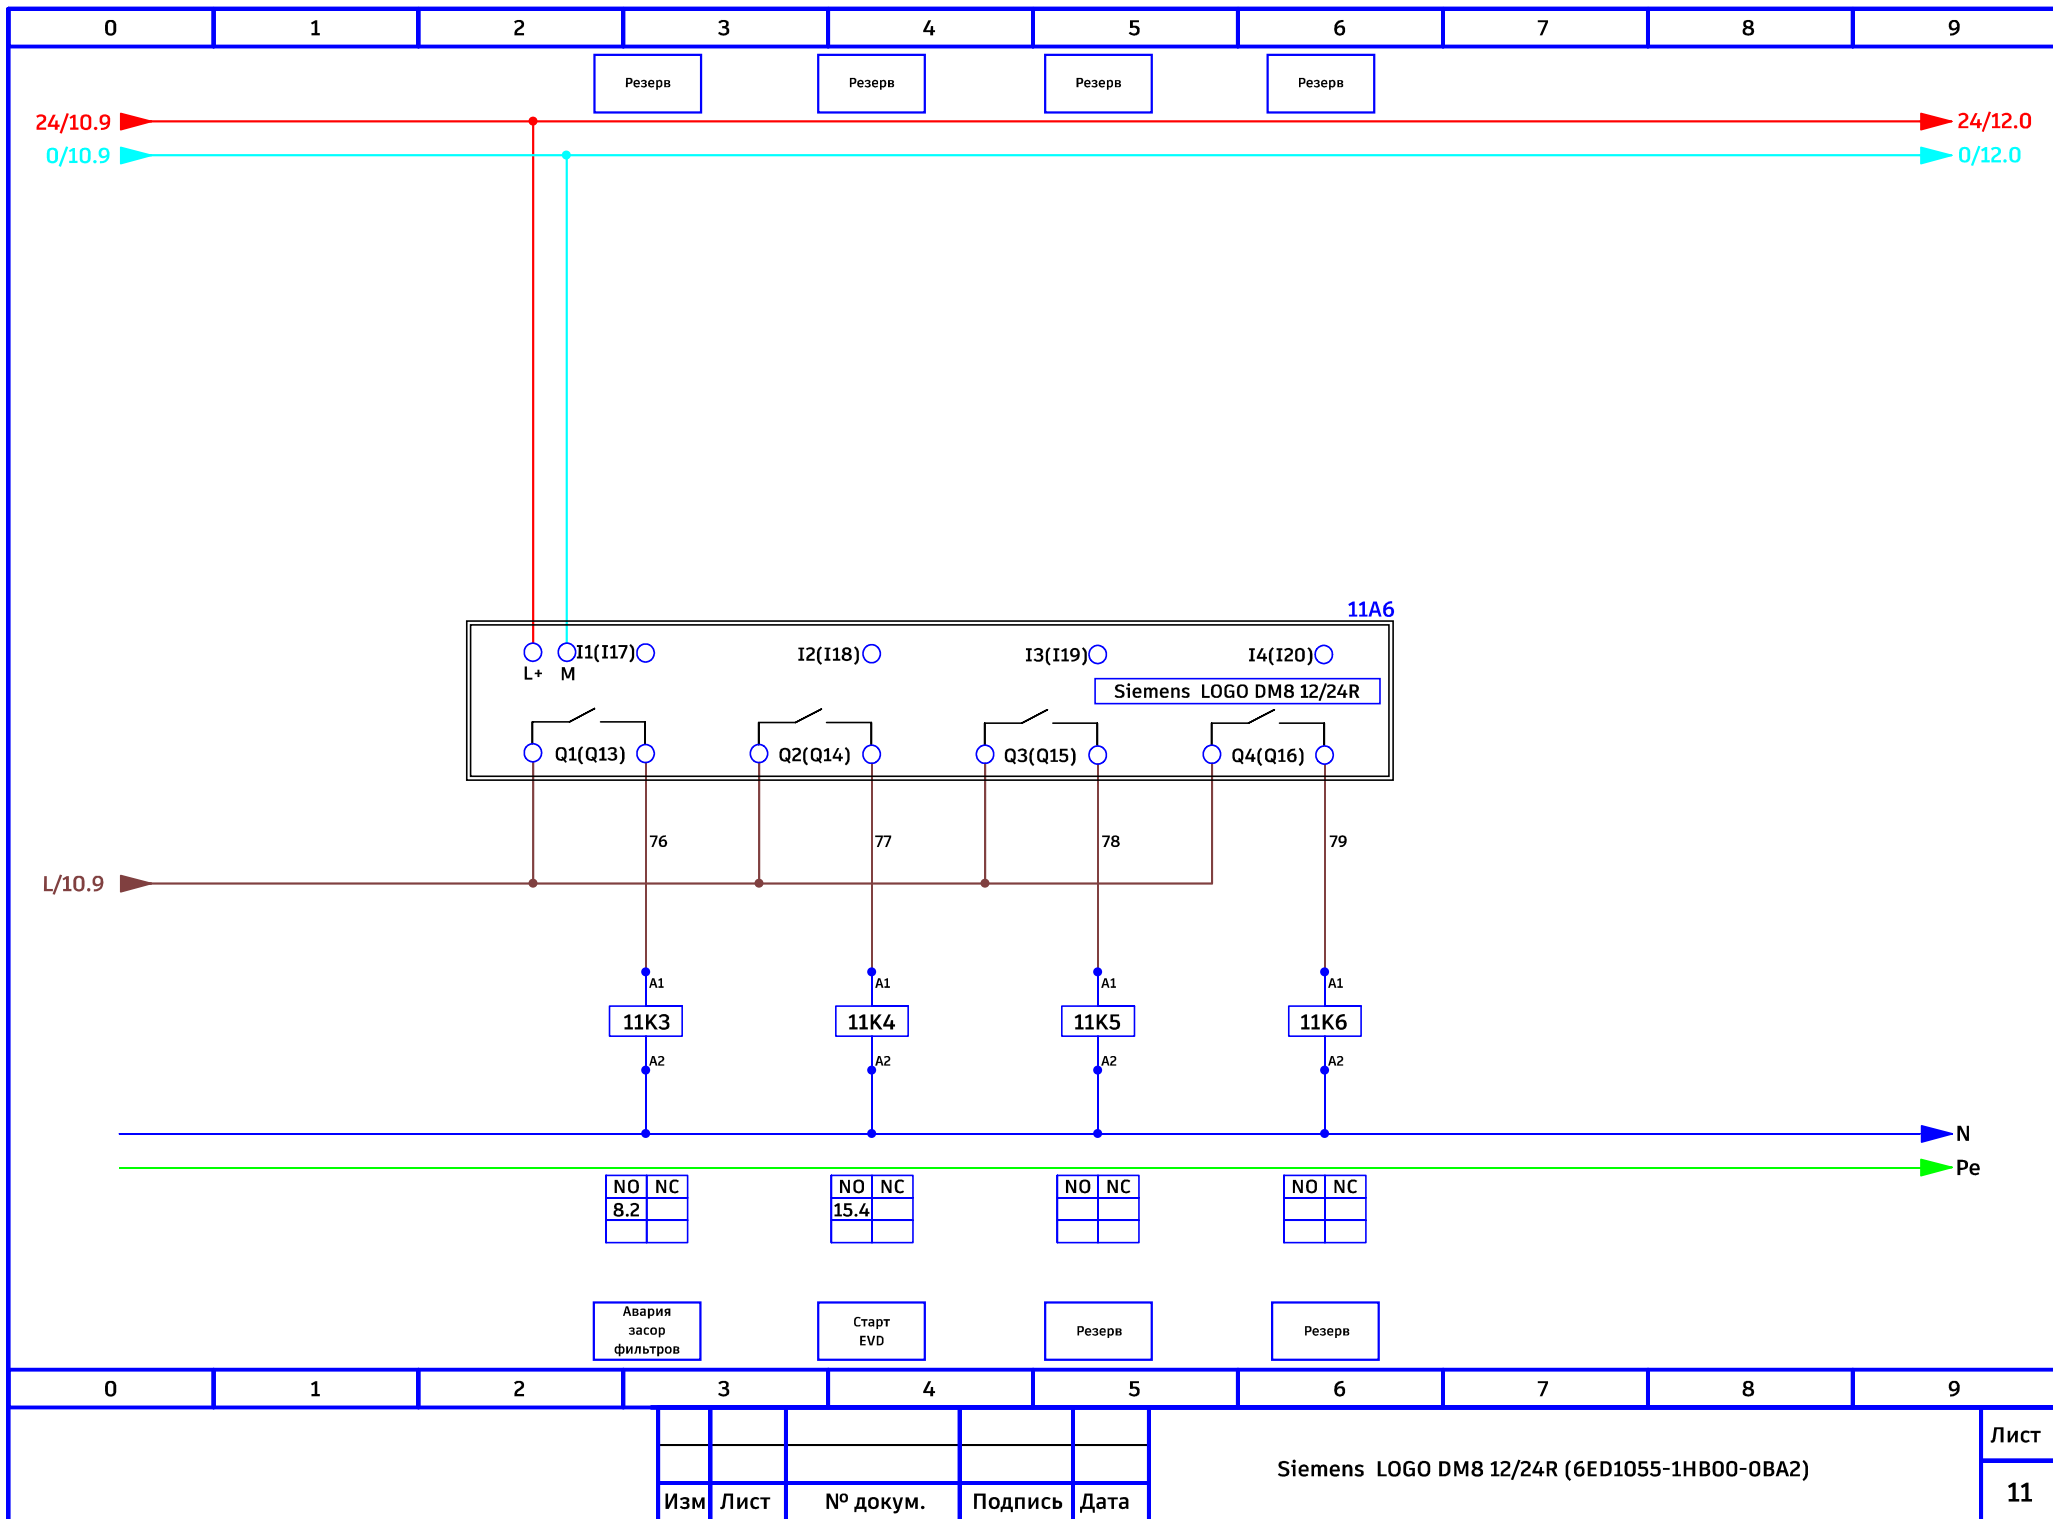 0 1 2 3 4 5 6 7 8 9
Резерв Резерв Резерв Резерв
24/10.9 24/12.0
0/10.9 0/12.0
11A6
I1(I17) I2(I18) I3(I19) I4(I20)
L+ M
Siemens LOGO DM8 12/24R
Q1(Q13) Q2(Q14) Q3(Q15) Q4(Q16)
76 77 78 79
L/10.9
A1 A1 A1 A1
11K3 11K4 11K5 11K6
A2 A2 A2 A2
N
Pe
NO NC NO NC NO NC NO NC
8.2 15.4
Авария
засор
фильтров
Старт
EVD
Резерв
Резерв
0 1 2 3 4 5 6 7 8 9
Лист
Siemens LOGO DM8 12/24R (6ED1055-1HB00-0BA2)
Изм Лист № докум. Подпись Дата
11